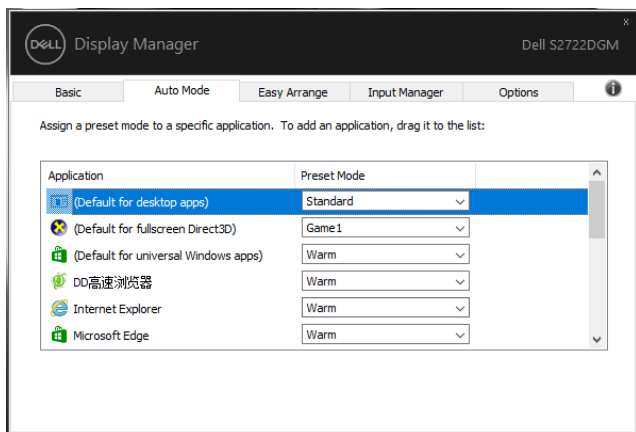 DELL Display Manager Dell S2722DGM
x
Basic Auto Mode Easy Arrange Input Manager Options
Assign a preset mode to a specific application. To add an application, drag it to the list:
Application Preset Mode
(Default for desktop apps) Standard
(Default for fullscreen Direct3D) Game1
(Default for universal Windows apps) Warm
DD高速浏览器 Warm
Internet Explorer Warm
Microsoft Edge Warm